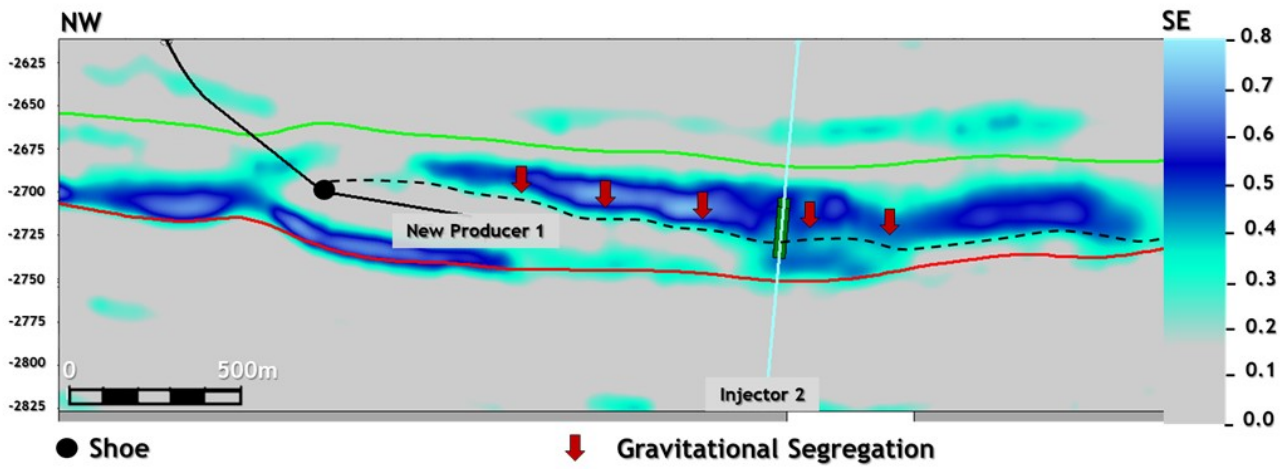 NW
SE
-2625
-2650
-2675
-2700
-2725
-2750
-2775
-2800
-2825
0.8
0.7
0.6
0.5
0.4
0.3
0.2
0.1
0.0
New Producer 1
0 500m
Injector 2
Shoe
Gravitational Segregation